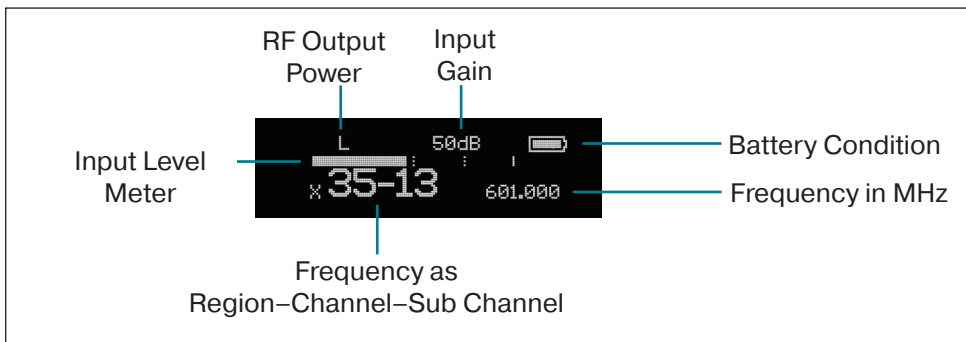 RF Output
Power
Input
Gain
L
50dB
Battery Condition
Input Level
Meter
X 35-13
601.000
Frequency in MHz
Frequency as
Region–Channel–Sub Channel